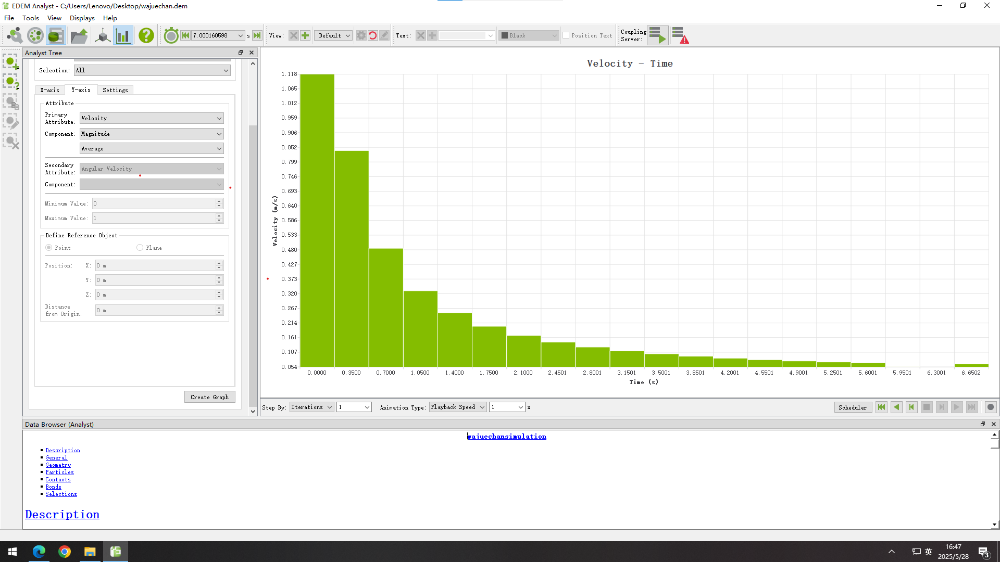 EDEM Analyst - C:/Users/Lenovo/Desktop/wajuechan.dem
File Tools View Displays Help
7.000160598 s View: Default Text: Black Position Text Coupling Server:
Analyst Tree
Selection: All
X-axis Y-axis Settings
Attribute
Primary Attribute: Velocity
Component: Magnitude
Average
Secondary Attribute: Angular Velocity
Component:
Minimum Value: 0
Maximum Value: 1
Define Reference Object
Point Plane
Position: X: 0 m
Y: 0 m
Z: 0 m
Distance from Origin: 0 m
Create Graph
Velocity - Time
1.118
1.065
1.012
0.959
0.906
0.852
0.799
0.746
0.693
0.640
0.586
0.533
0.480
0.427
0.373
0.320
0.267
0.214
0.161
0.107
0.054
Velocity (m/s)
0.0000 0.3500 0.7000 1.0500 1.4000 1.7500 2.1000 2.4501 2.8001 3.1501 3.5001 3.8501 4.2001 4.5501 4.9001 5.2501 5.6001 5.9501 6.3001 6.6502
Time (s)
Step By: Iterations 1 Animation Type: Playback Speed 1 x Scheduler
Data Browser (Analyst)
wajuechansimulation
Description
General
Geometry
Particles
Contacts
Bonds
Selections
Description
英 16:47
2025/5/28
3